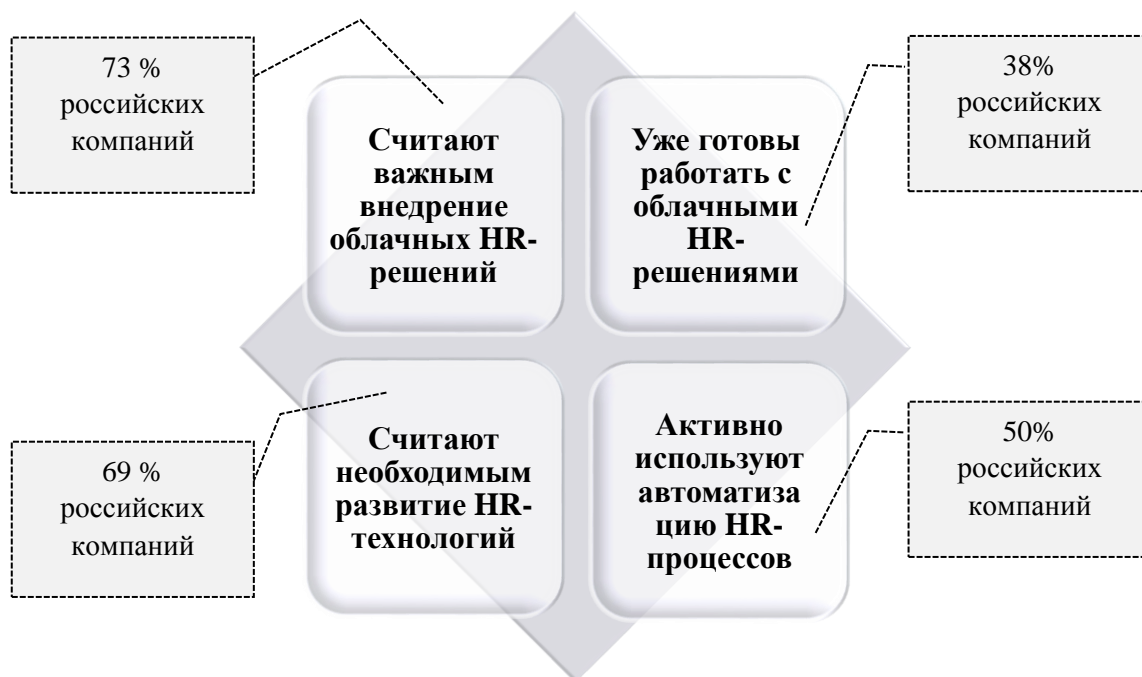 73 %
российских
компаний
Считают
важным
внедрение
облачных HR-
решений
Уже готовы
работать с
облачными
HR-
решениями
38%
российских
компаний
69 %
российских
компаний
Считают
необходимым
развитие HR-
технологий
Активно
используют
автоматиза
цию HR-
процессов
50%
российских
компаний